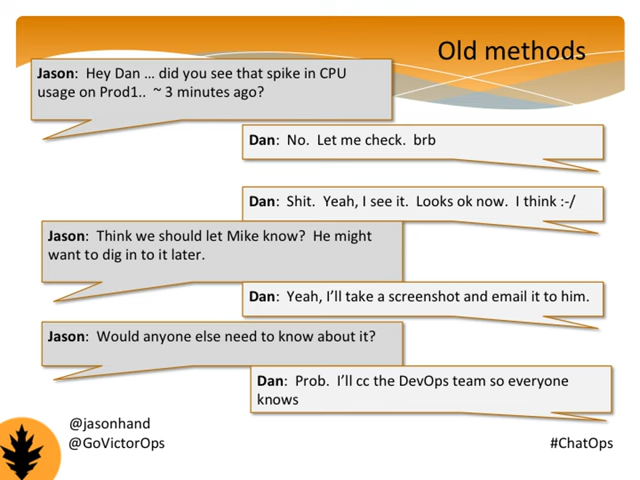 Old methods
Jason:  Hey Dan … did you see that spike in CPU
usage on Prod1..  ~ 3 minutes ago?
Dan:  No.  Let me check.  brb
Dan:  Shit.  Yeah, I see it.  Looks ok now.  I think :-/
Jason:  Think we should let Mike know?  He might
want to dig in to it later.
Dan:  Yeah, I’ll take a screenshot and email it to him.
Jason:  Would anyone else need to know about it?
Dan:  Prob.  I’ll cc the DevOps team so everyone
knows
@jasonhand
@GoVictorOps
#ChatOps